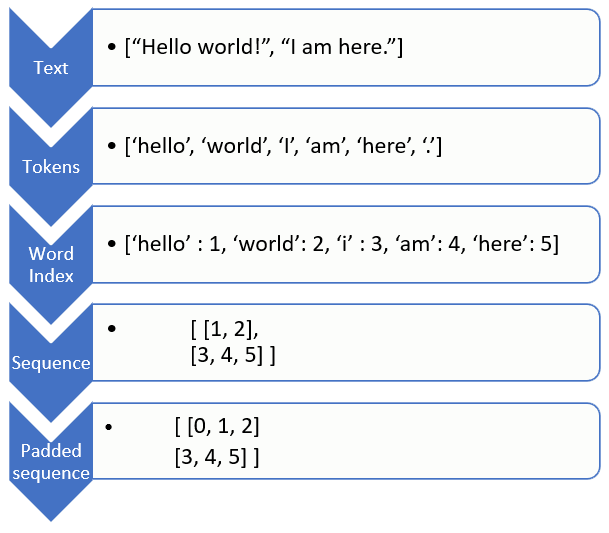 Text
• [“Hello world!”, “I am here.”]
Tokens
• [‘hello’, ‘world’, ‘I’, ‘am’, ‘here’, ‘.’]
Word
Index
• [‘hello’ : 1, ‘world’: 2, ‘i’ : 3, ‘am’: 4, ‘here’: 5]
Sequence
• [ [1, 2],
[3, 4, 5] ]
Padded
sequence
• [ [0, 1, 2]
[3, 4, 5] ]